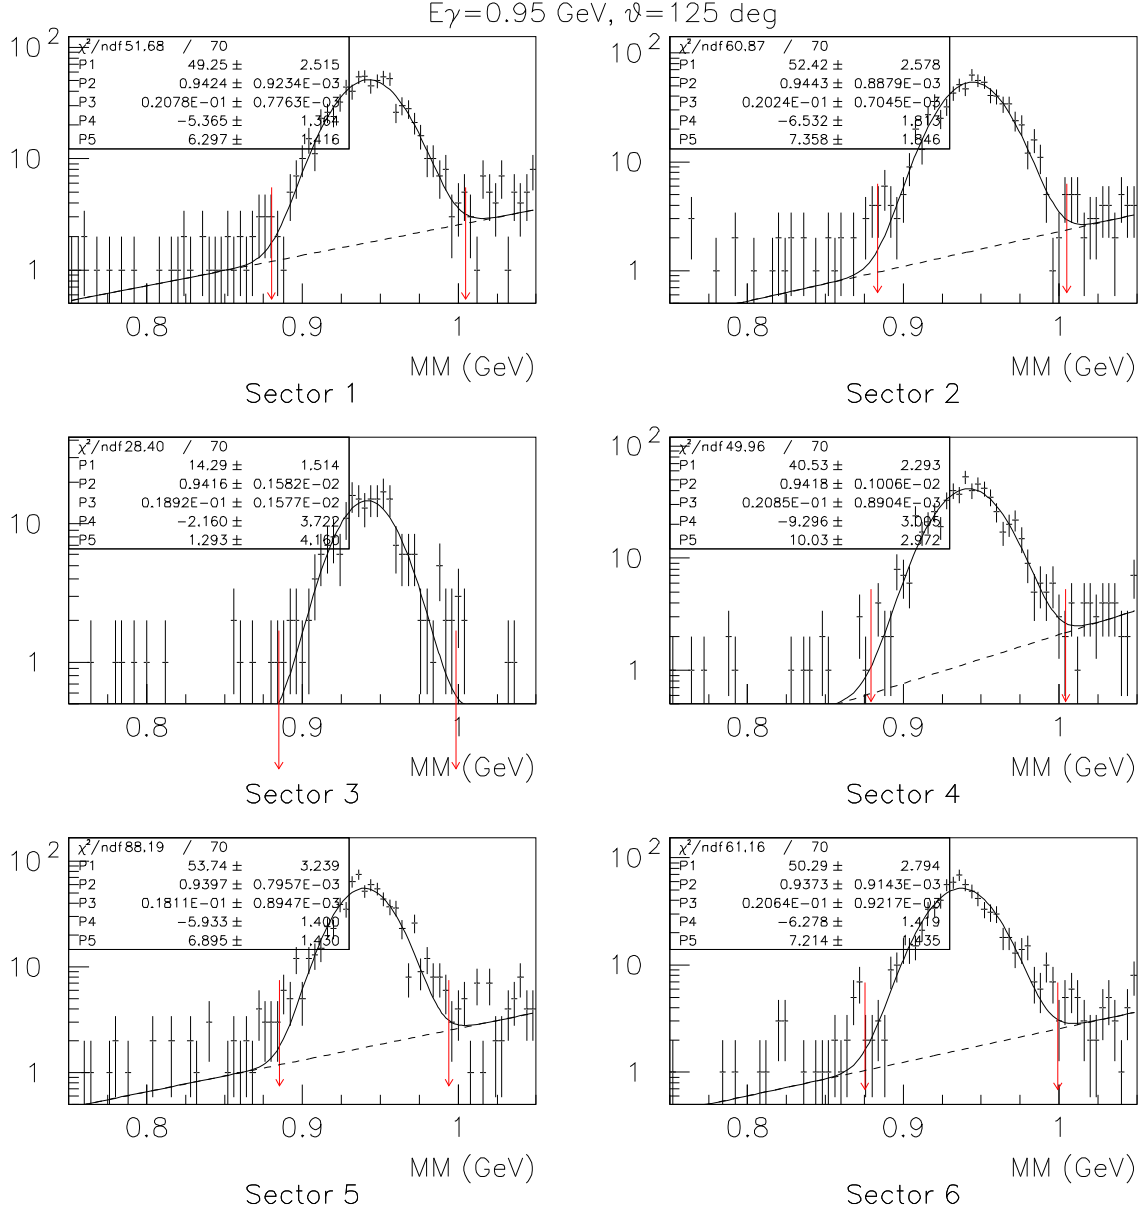 Eγ=0.95 GeV, ϑ=125 deg
χ²/ndf 51.68 / 70
P1 49.25 ± 2.515
P2 0.9424 ± 0.9234E-03
P3 0.2078E-01 ± 0.7763E-03
P4 -5.365 ± 1.364
P5 6.297 ± 1.416
10²
10
1
0.8 0.9 1
MM (GeV)
Sector 1
χ²/ndf 60.87 / 70
P1 52.42 ± 2.578
P2 0.9443 ± 0.8879E-03
P3 0.2024E-01 ± 0.7045E-03
P4 -6.532 ± 1.813
P5 7.358 ± 1.846
10²
10
1
0.8 0.9 1
MM (GeV)
Sector 2
χ²/ndf 28.40 / 70
P1 14.29 ± 1.514
P2 0.9416 ± 0.1582E-02
P3 0.1892E-01 ± 0.1577E-02
P4 -2.160 ± 3.722
P5 1.293 ± 4.160
10
1
0.8 0.9 1
MM (GeV)
Sector 3
χ²/ndf 49.96 / 70
P1 40.53 ± 2.293
P2 0.9418 ± 0.1006E-02
P3 0.2085E-01 ± 0.8904E-03
P4 -9.296 ±
P5 10.03 ± 2.972
10²
10
1
0.8 0.9 1
MM (GeV)
Sector 4
χ²/ndf 88.19 / 70
P1 53.74 ± 3.239
P2 0.9397 ± 0.7957E-03
P3 0.1811E-01 ± 0.8947E-03
P4 -5.933 ± 1.400
P5 6.895 ± 1.430
10²
10
1
0.8 0.9 1
MM (GeV)
Sector 5
χ²/ndf 61.16 / 70
P1 50.29 ± 2.794
P2 0.9373 ± 0.9143E-03
P3 0.2064E-01 ± 0.9217E-03
P4 -6.278 ± 1.419
P5 7.214 ± 1.435
10²
10
1
0.8 0.9 1
MM (GeV)
Sector 6